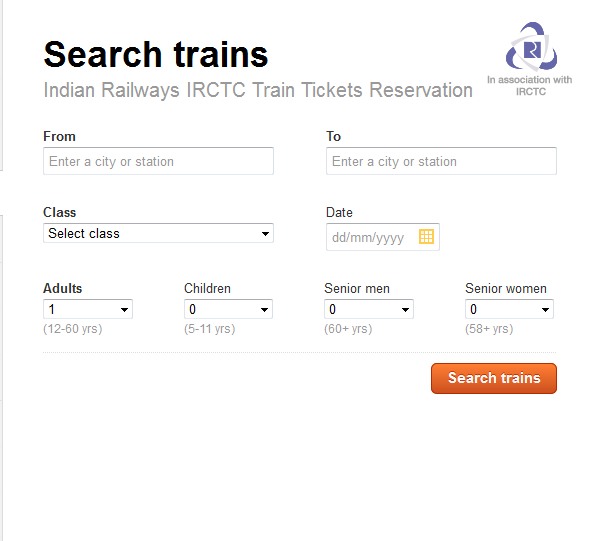 Search trains
Indian Railways IRCTC Train Tickets Reservation
In association with
IRCTC
From
To
Enter a city or station
Enter a city or station
Class
Date
Select class
dd/mm/yyyy
Adults
Children
Senior men
Senior women
1
0
0
0
(12-60 yrs)
(5-11 yrs)
(60+ yrs)
(58+ yrs)
Search trains